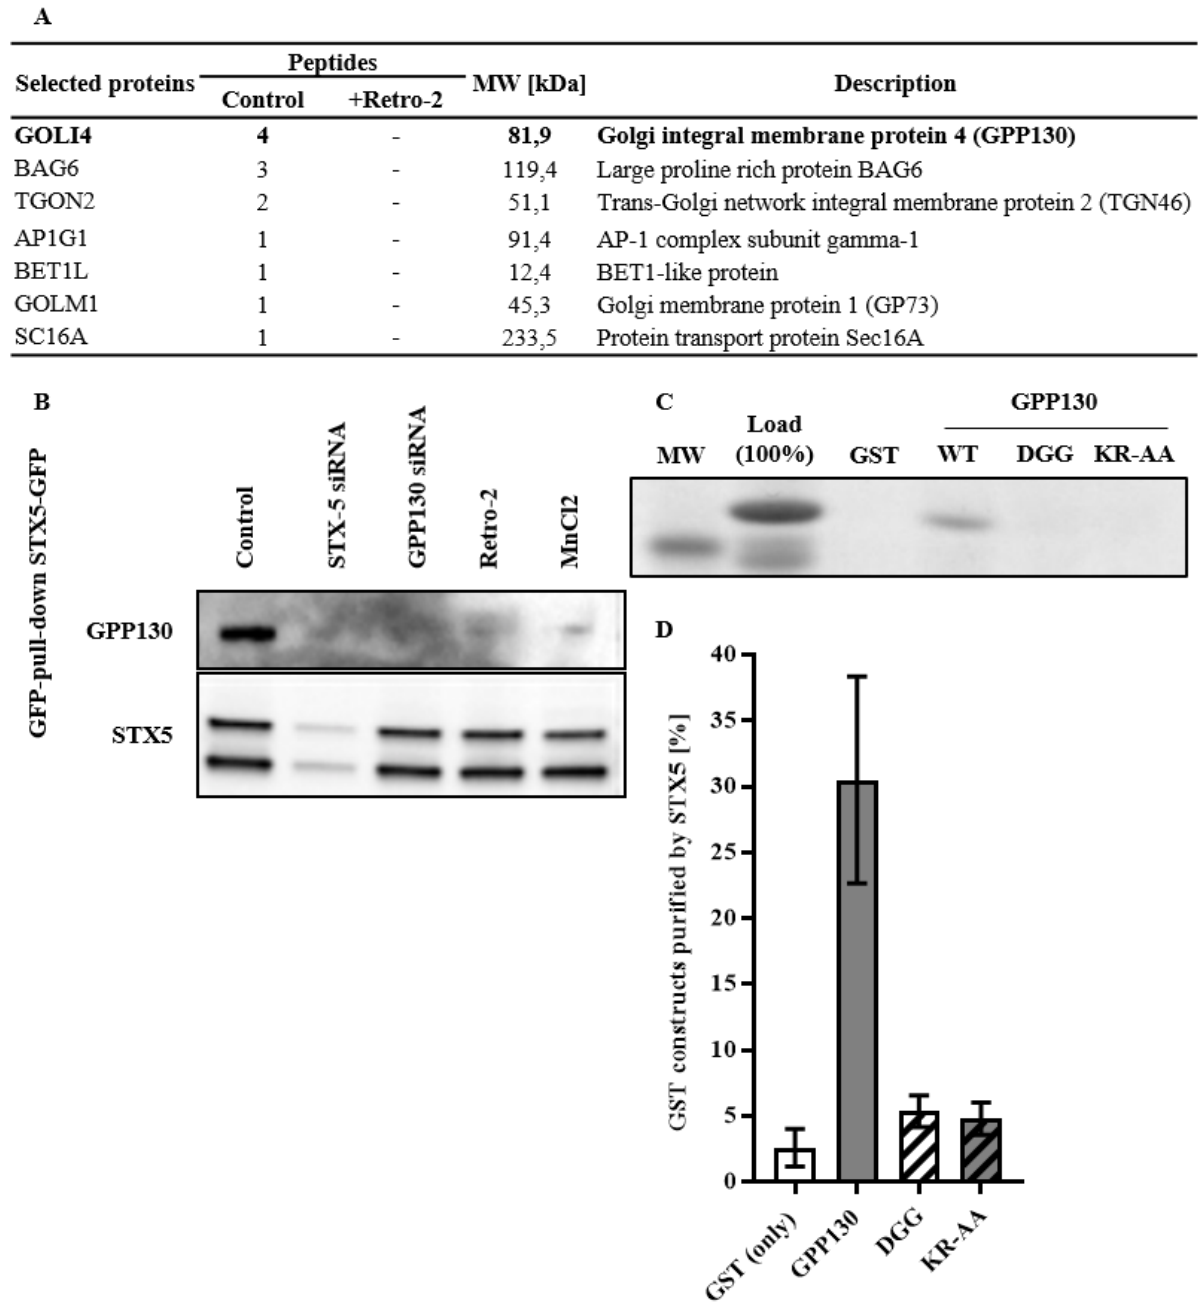 A
Selected proteins Peptides MW [kDa] Description
Control +Retro-2
GOLI4 4 - 81,9 Golgi integral membrane protein 4 (GPP130)
BAG6 3 - 119,4 Large proline rich protein BAG6
TGON2 2 - 51,1 Trans-Golgi network integral membrane protein 2 (TGN46)
AP1G1 1 - 91,4 AP-1 complex subunit gamma-1
BET1L 1 - 12,4 BET1-like protein
GOLM1 1 - 45,3 Golgi membrane protein 1 (GP73)
SC16A 1 - 233,5 Protein transport protein Sec16A
B
GFP-pull-down STX5-GFP
Control
STX-5 siRNA
GPP130 siRNA
Retro-2
MnCl2
GPP130
STX5
C
GPP130
MW Load (100%) GST WT DGG KR-AA
D
GST constructs purified by STX5 [%]
40
35
30
25
20
15
10
5
0
GST (only)
GPP130
DGG
KR-AA